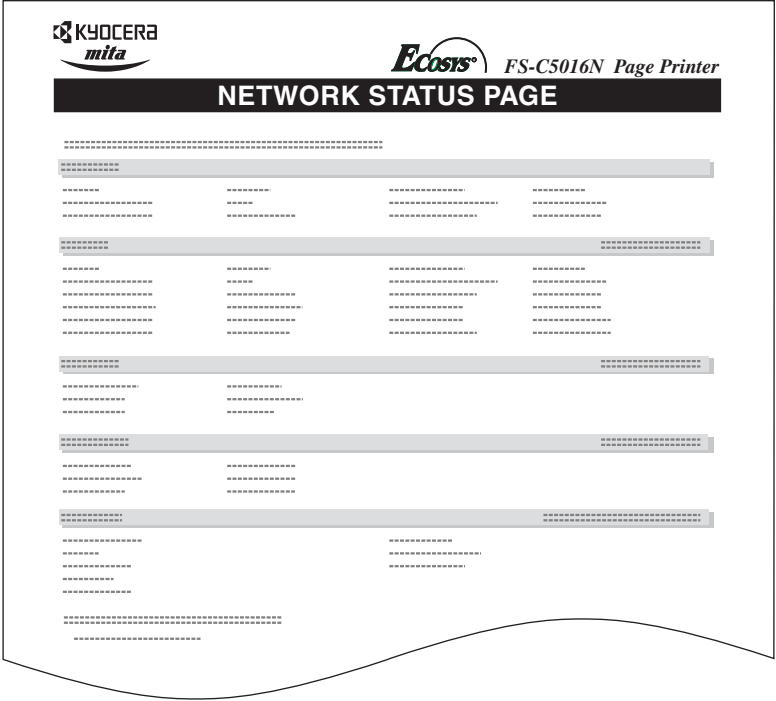 KYOCERA
mita
Ecosys
FS-C5016N Page Printer
NETWORK STATUS PAGE